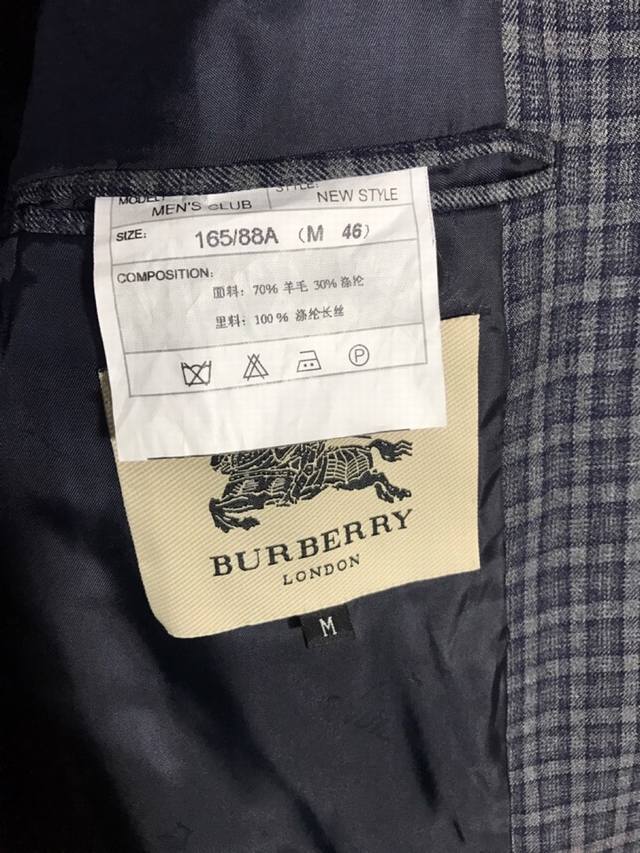 MODEL:
STYLE:
MEN'S CLUB
NEW STYLE
SIZE: 165/88A (M 46)
COMPOSITION:
面料: 70% 羊毛 30% 涤纶
里料: 100% 涤纶长丝
P
BURBERRY
LONDON
M